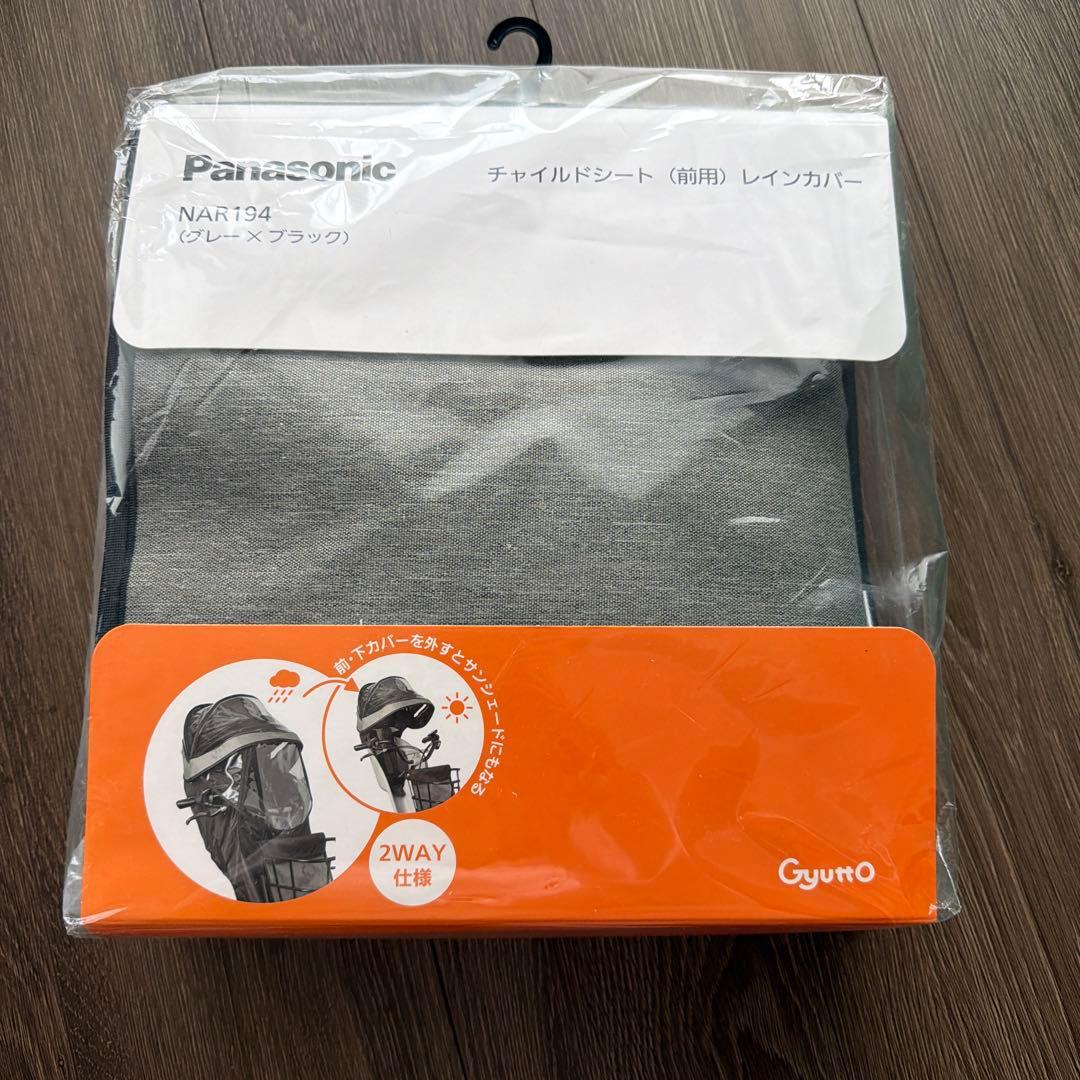 Panasonic
チャイルドシート（前用）レインカバー
NAR194
（グレー×ブラック）
前・下カバーを外すとサンシェードにもなる
2WAY
仕様
Gyutto